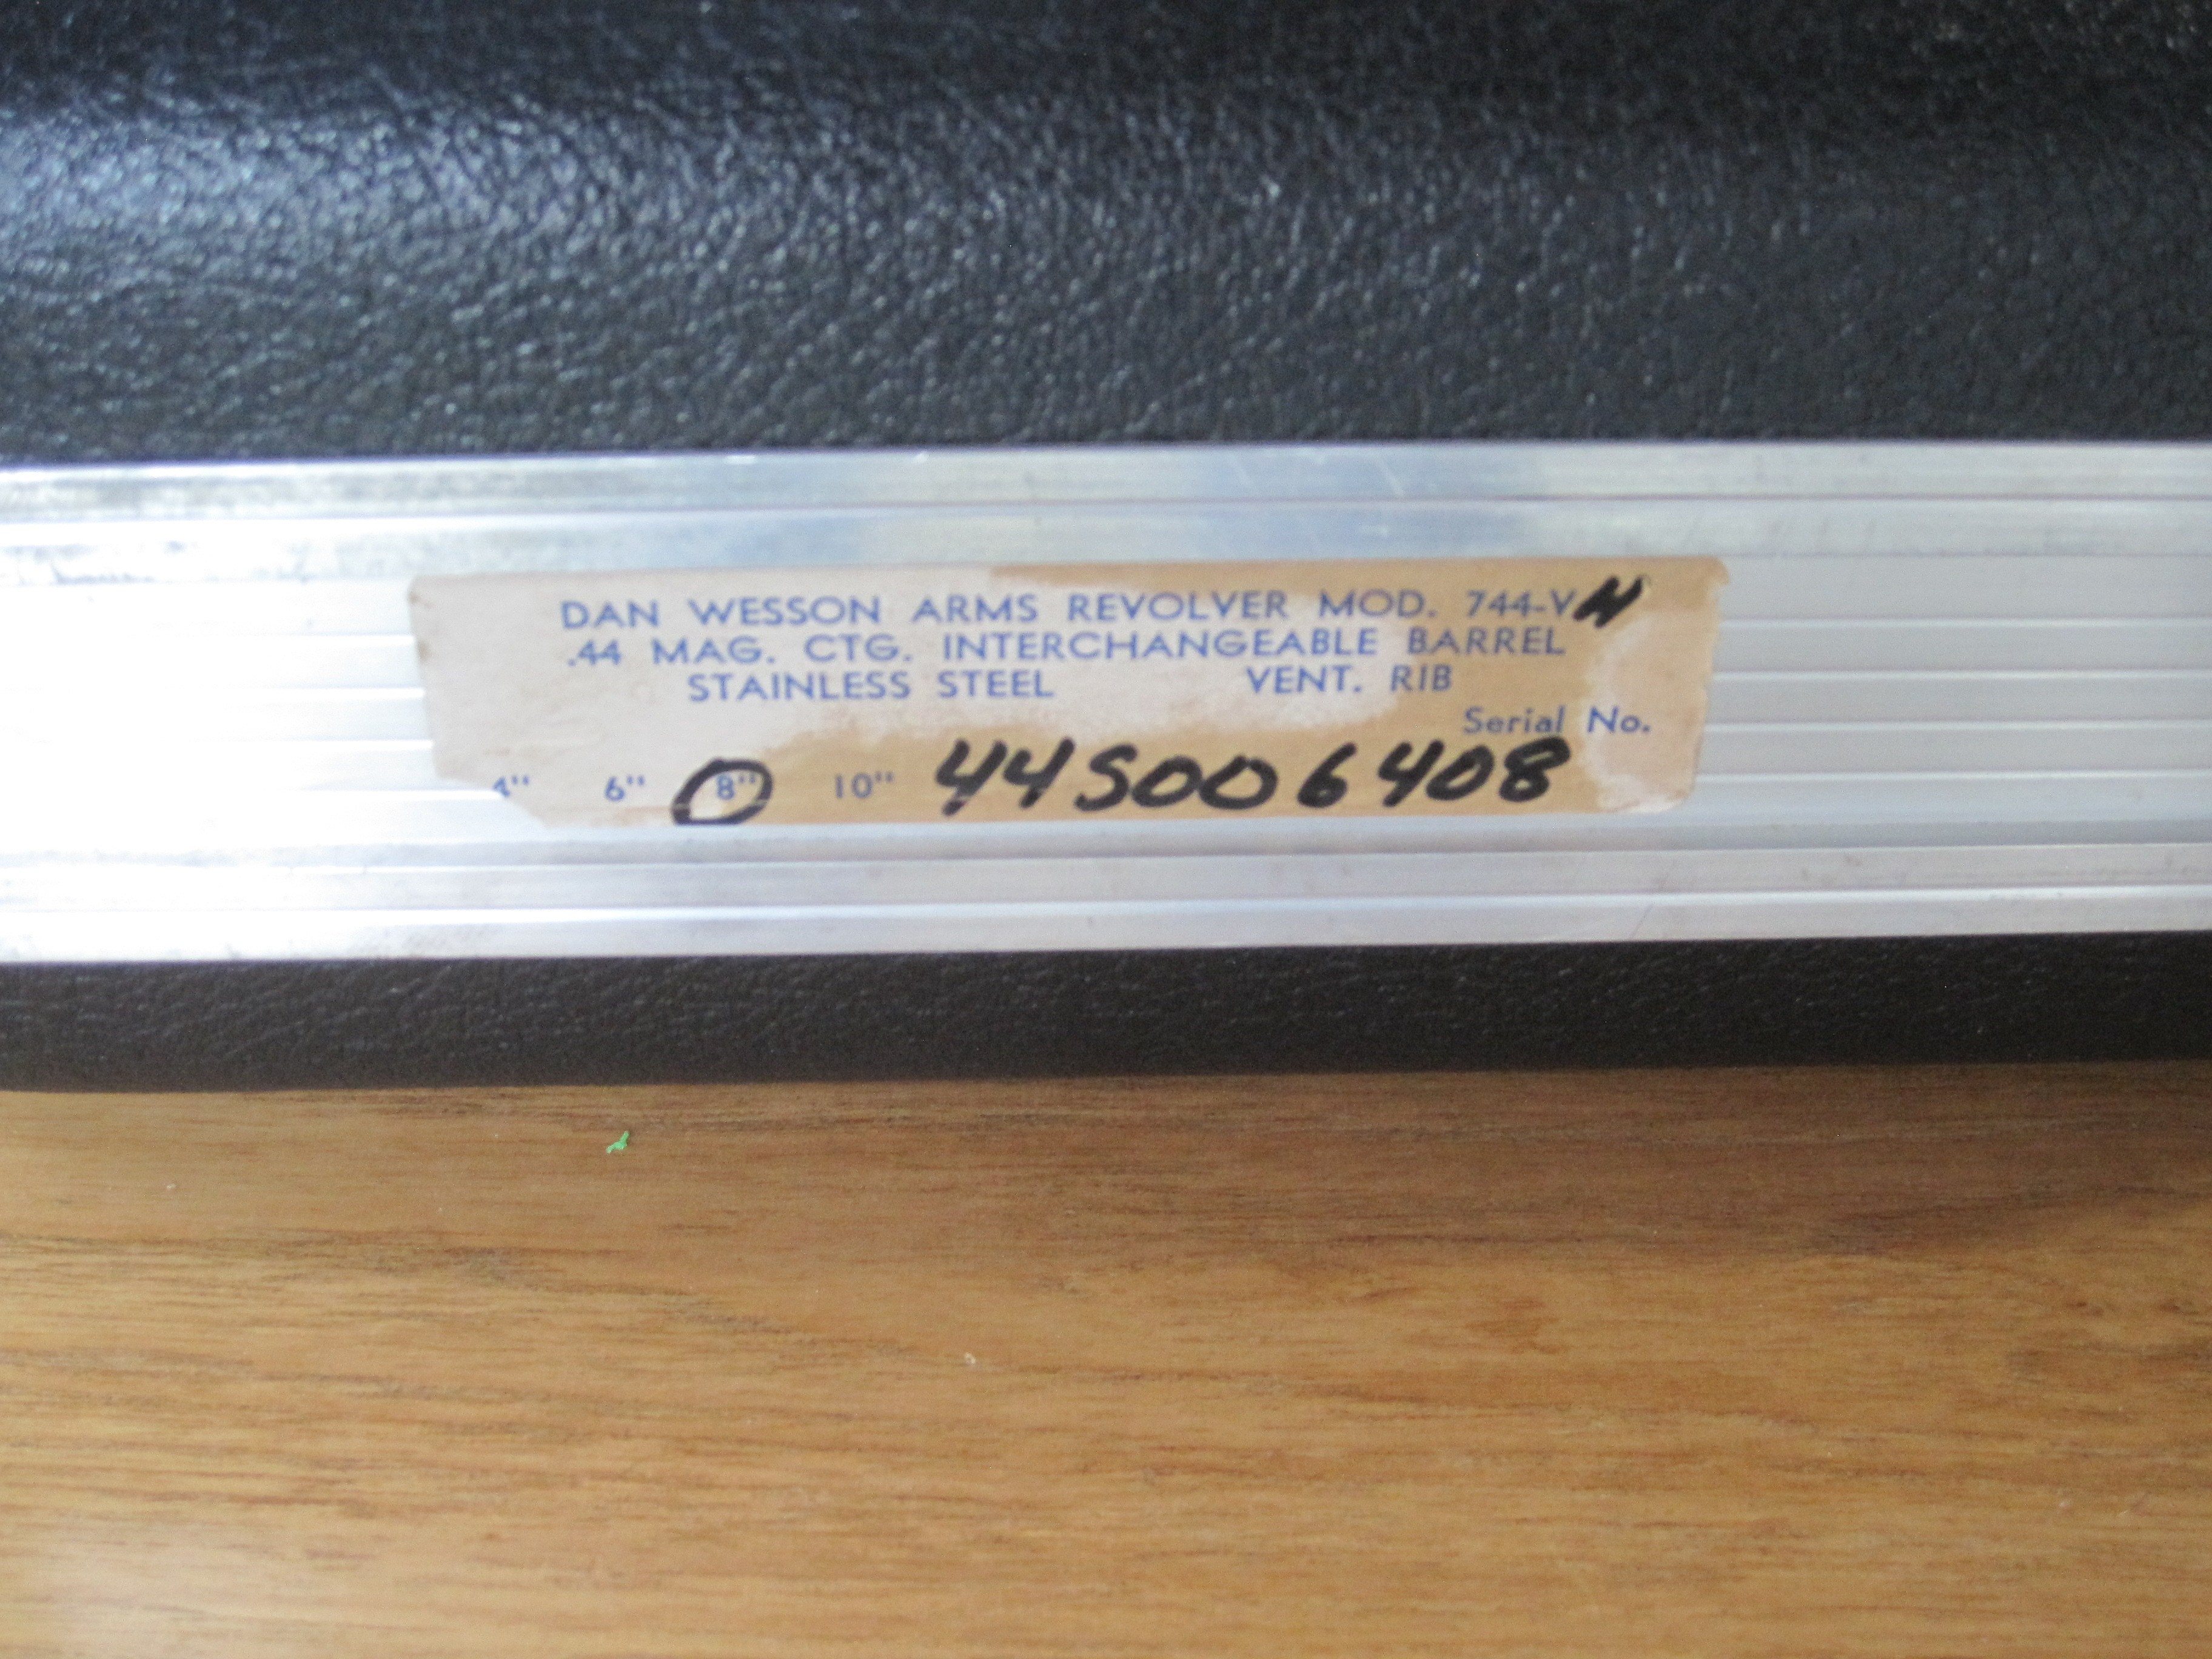 DAN WESSON ARMS REVOLVER MOD. 744-VH
.44 MAG. CTG. INTERCHANGEABLE BARREL
STAINLESS STEEL VENT. RIB
Serial No.
4" 6" 8" 10" 44S006408